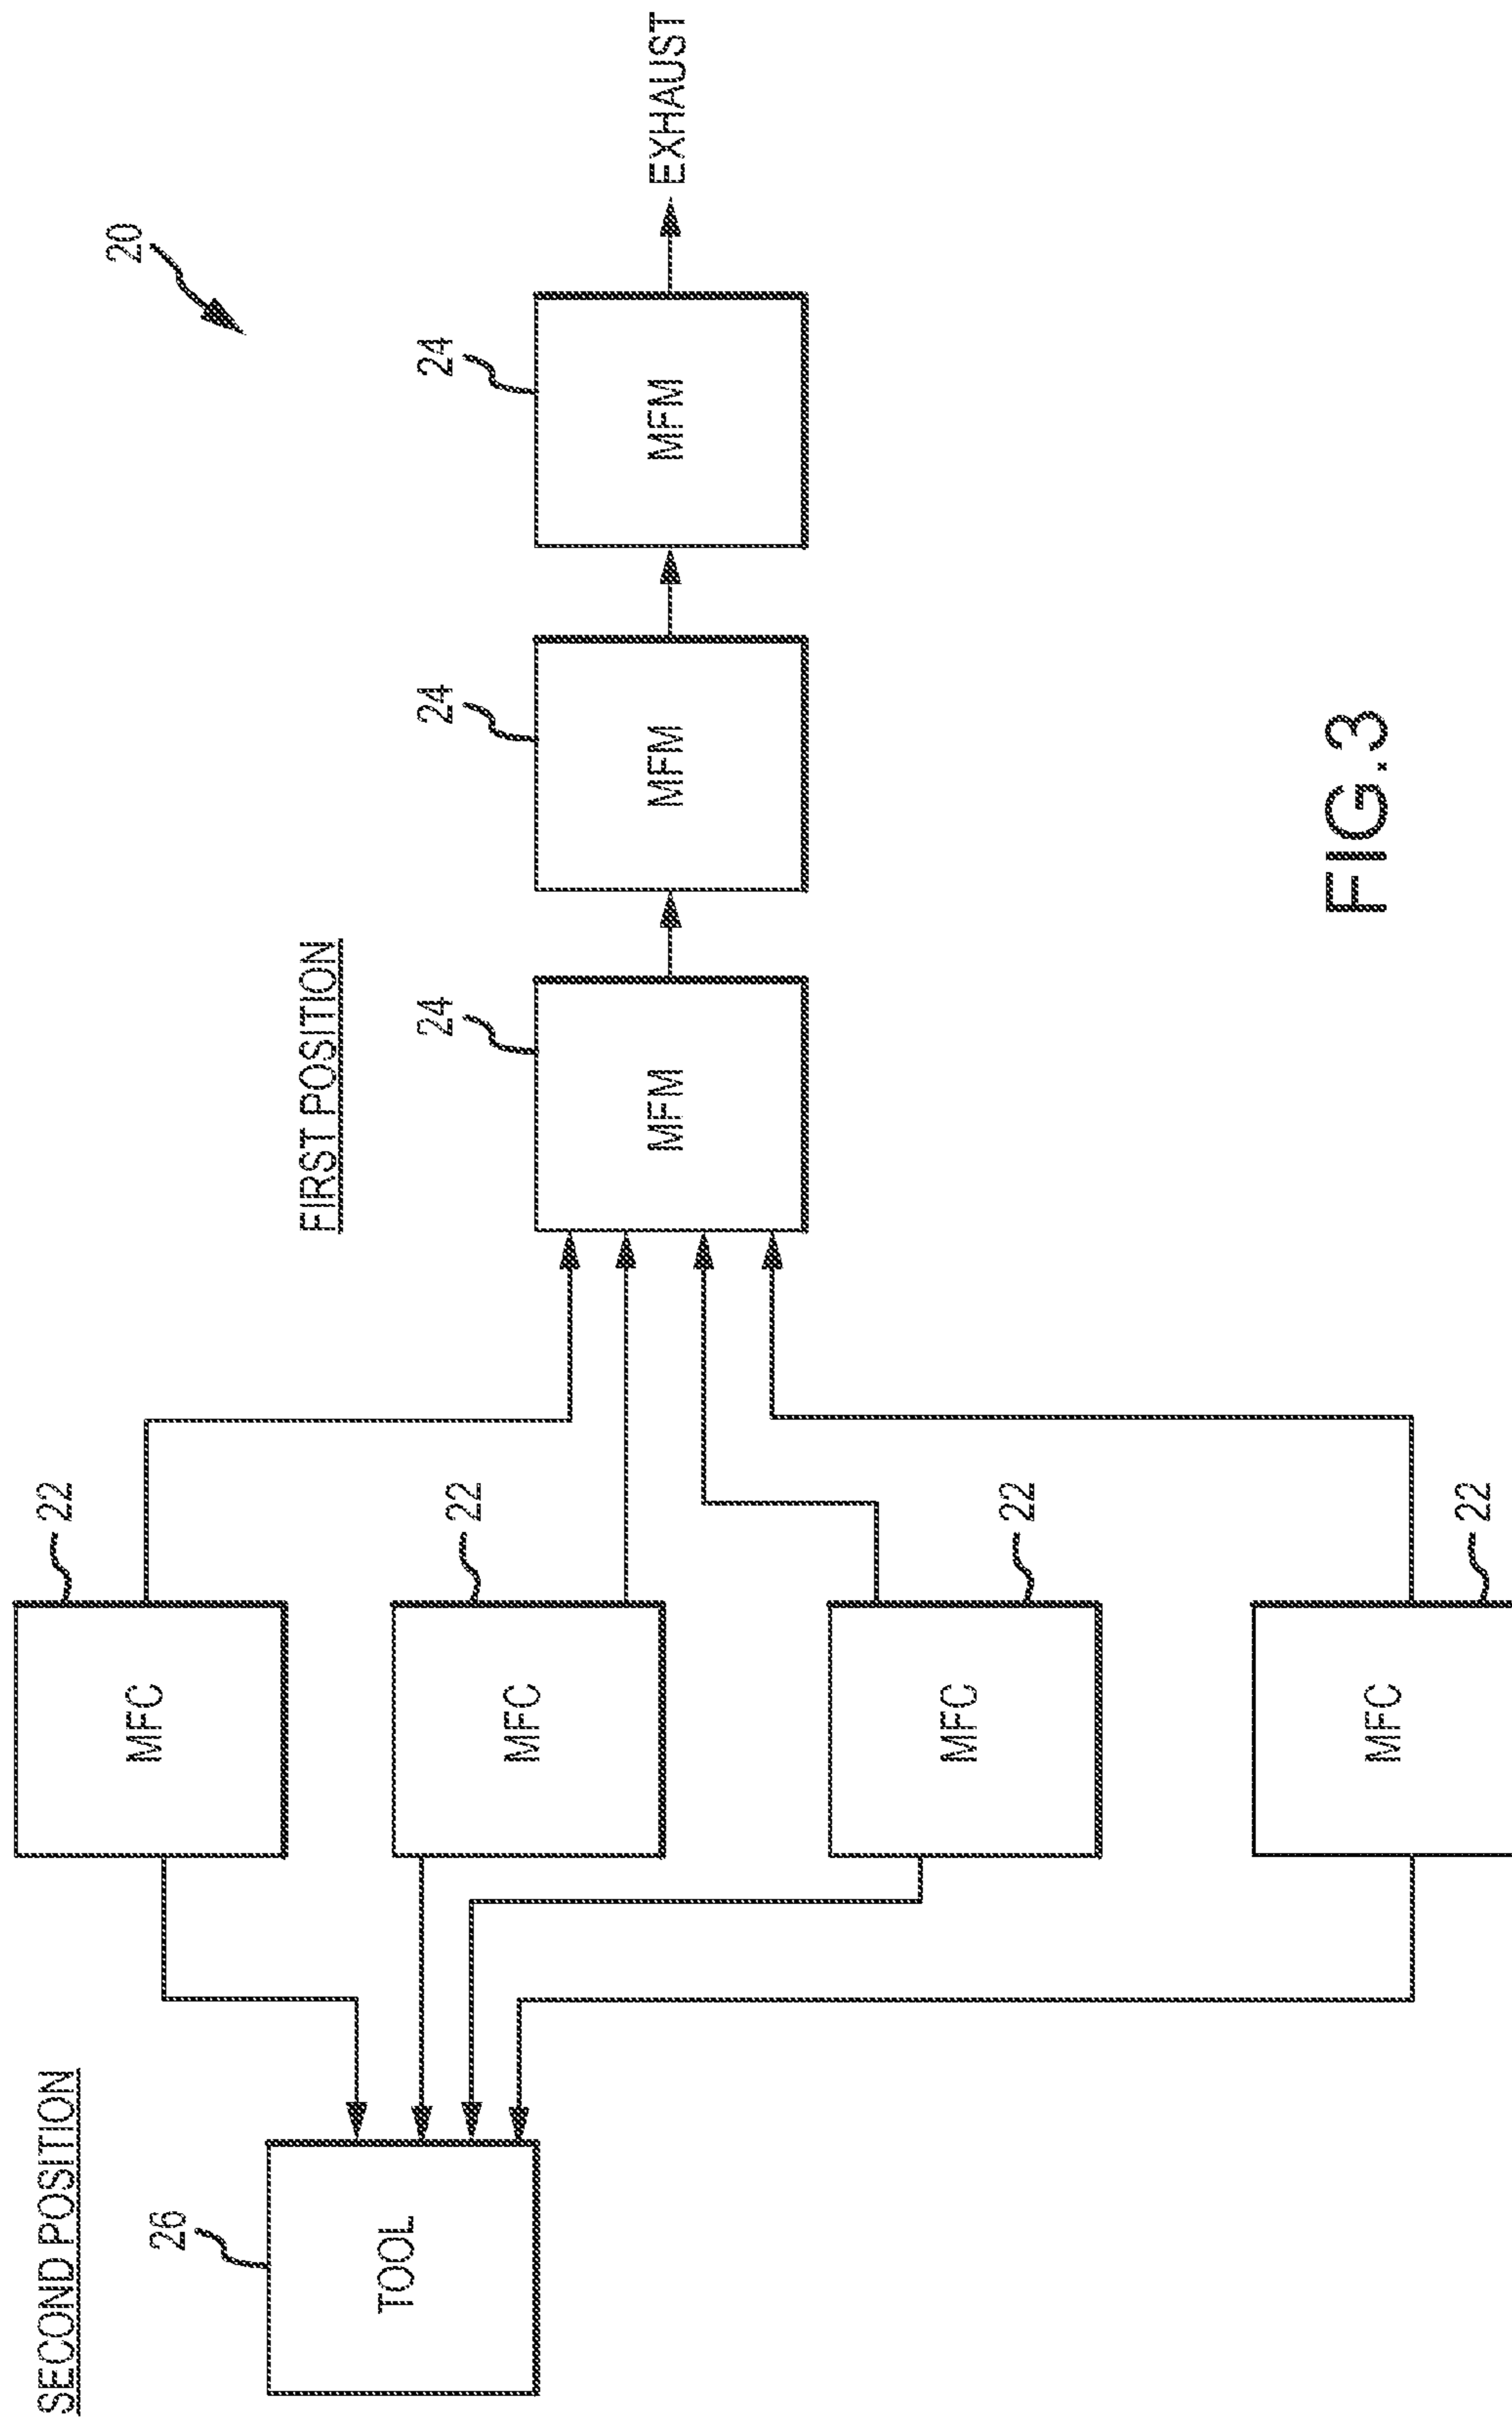 20
SECOND POSITION
FIRST POSITION
26
TOOL
MFC
22
MFC
22
MFC
22
MFC
22
MFM
24
MFM
24
MFM
24
EXHAUST
FIG.3